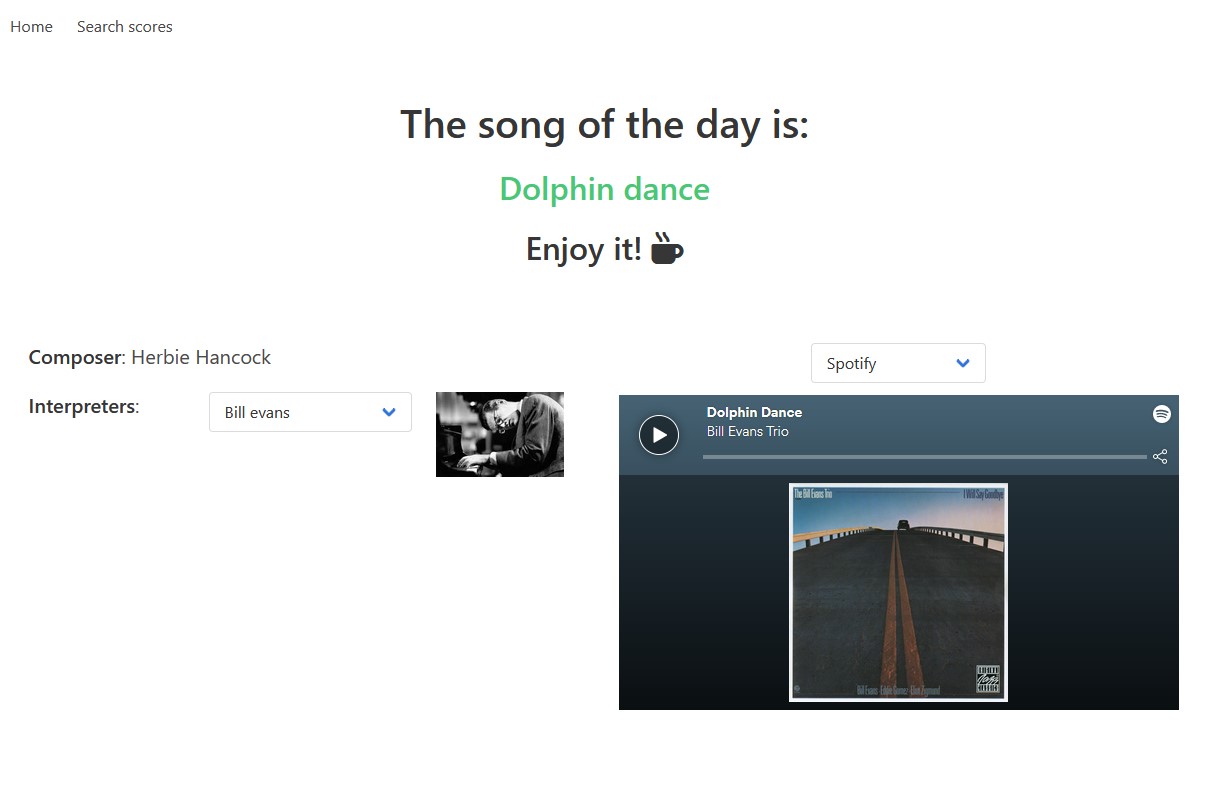 Home Search scores
The song of the day is:
Dolphin dance
Enjoy it!
Composer: Herbie Hancock
Interpreters:
Bill evans
Spotify
Dolphin Dance
Bill Evans Trio
The Bill Evans Trio
I Will Say Goodbye
Jazz
Bill Evans · Eddie Gomez · Eliot Zigmund